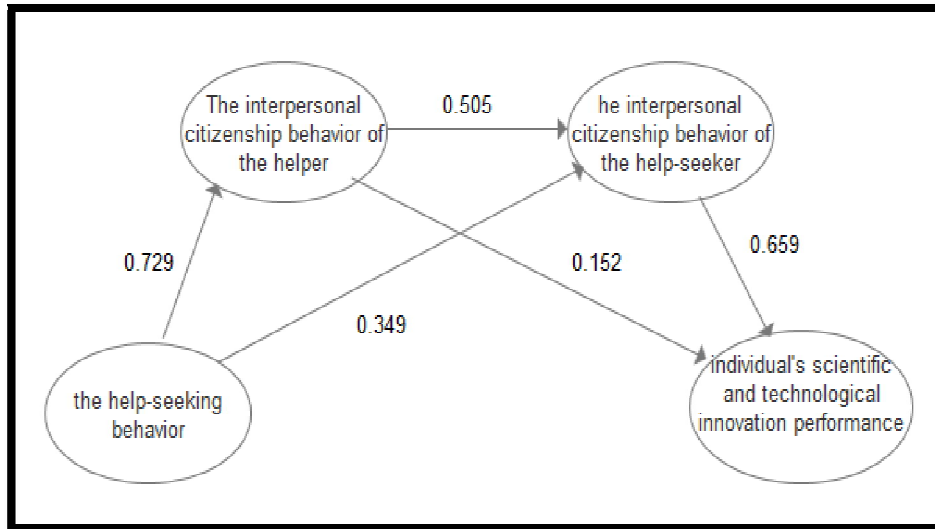 The interpersonal
citizenship behavior of
the helper
0.505
he interpersonal
citizenship behavior of
the help-seeker
0.729
0.152
0.659
0.349
the help-seeking
behavior
individual's scientific
and technological
innovation performance